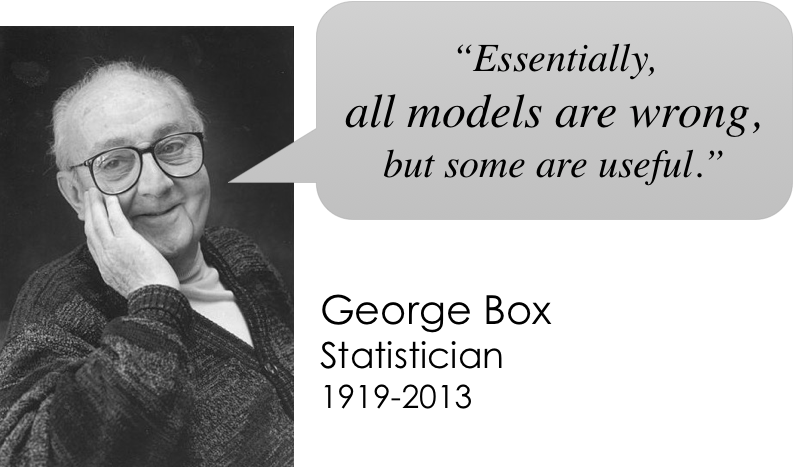 “Essentially,
all models are wrong,
but some are useful.”
George Box
Statistician
1919-2013